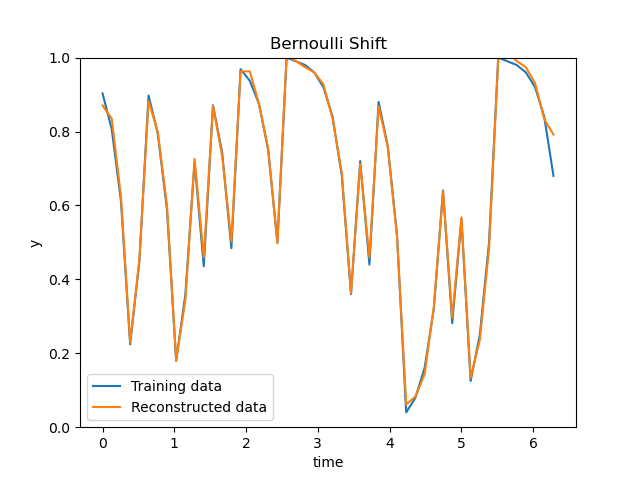 Bernoulli Shift
1.0
0.8
0.6
0.4
0.2
0.0
y
Training data
Reconstructed data
0 1 2 3 4 5 6
time